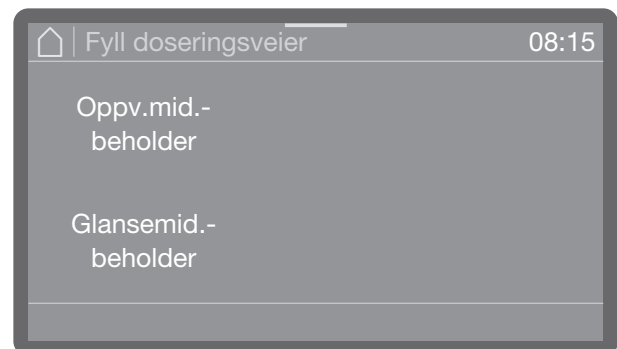 Fyll doseringsveier 08:15
Oppv.mid.-
beholder
Glansemid.-
beholder